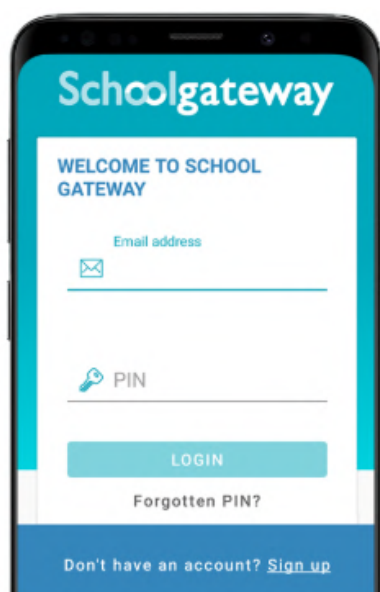 Schoolgateway
WELCOME TO SCHOOL
GATEWAY
Email address
PIN
LOGIN
Forgotten PIN?
Don't have an account? Sign up